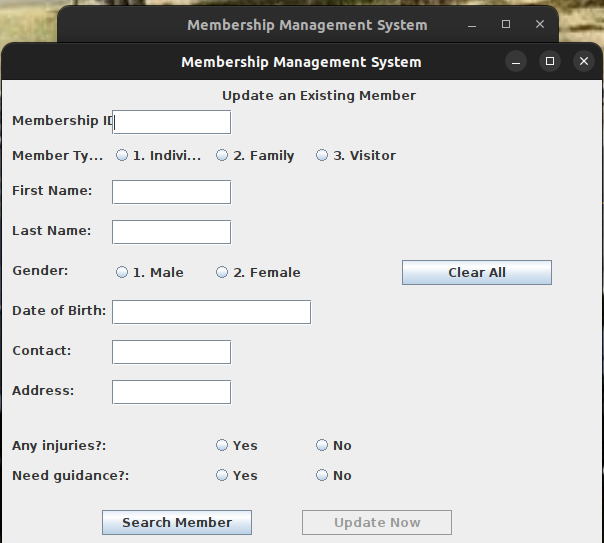 Membership Management System
Membership Management System
Update an Existing Member
Membership ID
Member Ty... 1. Indivi... 2. Family 3. Visitor
First Name:
Last Name:
Gender: 1. Male 2. Female Clear All
Date of Birth:
Contact:
Address:
Any injuries?: Yes No
Need guidance?: Yes No
Search Member Update Now